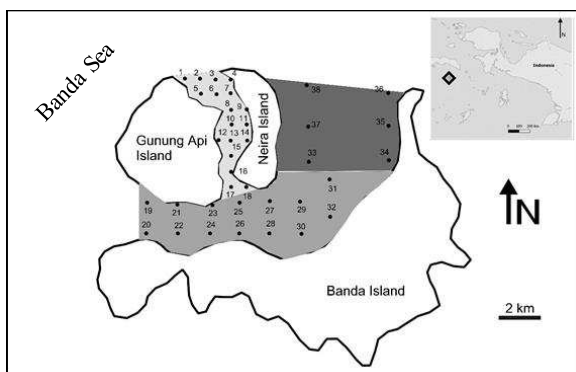 Banda Sea
1 2 3 4
5 6 7
8 9
10 11
12 13 14
15
16
17 18
Gunung Api
Island
Neira Island
38 36
37 35
33 34
31
19 21 23 25 27 29 32
20 22 24 26 28 30
Banda Island
N
2 km
N
Indonesia